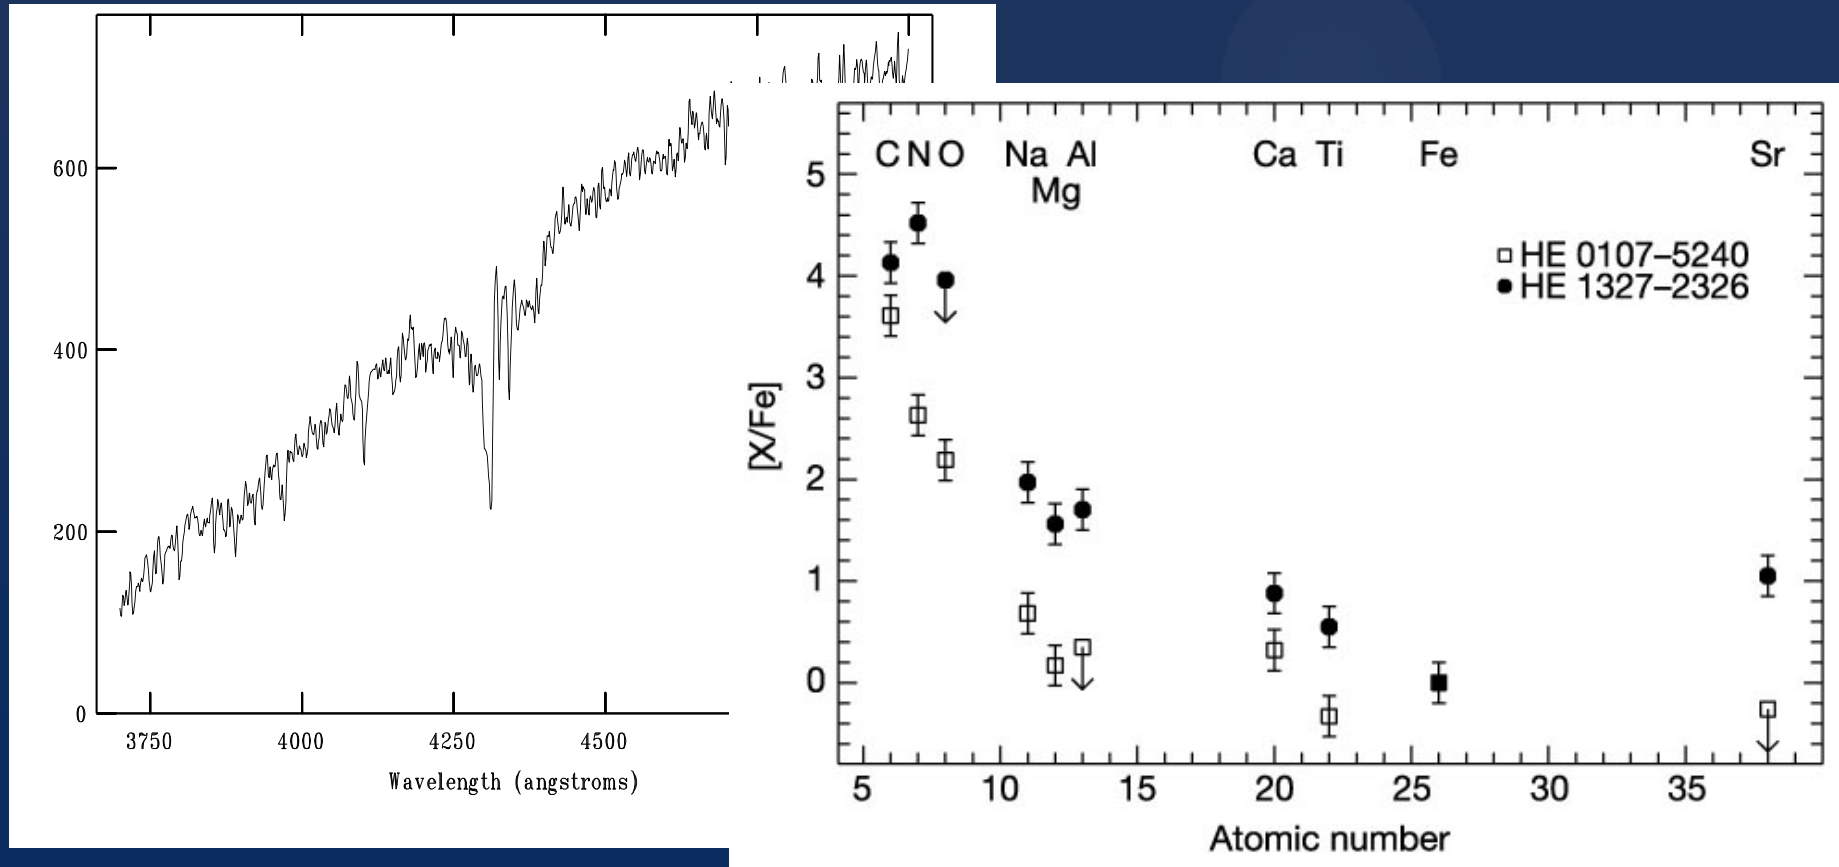 600
400
200
0
3750 4000 4250 4500
Wavelength (angstroms)
C N O Na Al Ca Ti Fe Sr
Mg
HE 0107–5240
HE 1327–2326
[X/Fe]
5
4
3
2
1
0
5 10 15 20 25 30 35
Atomic number